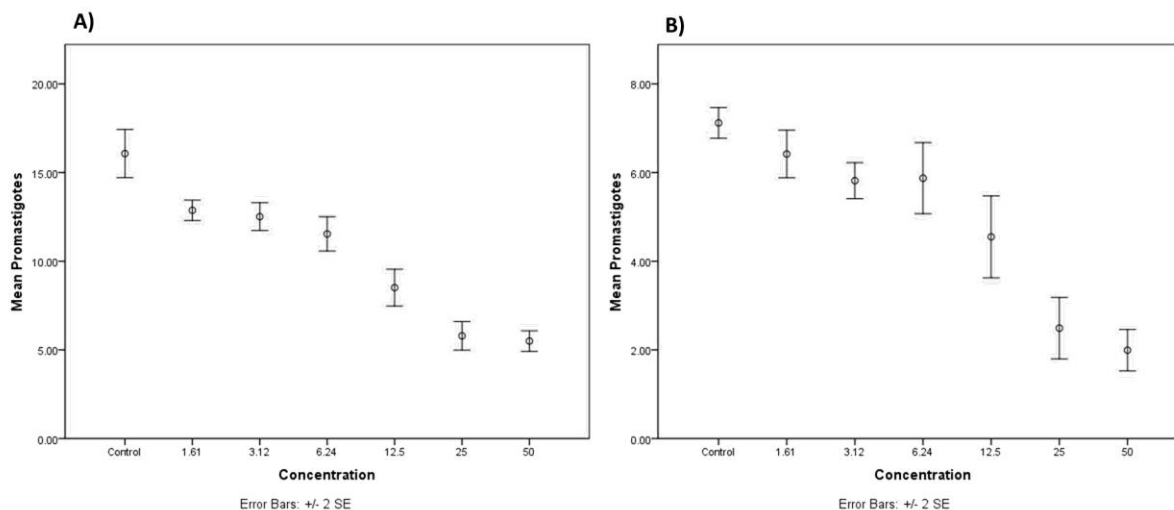 A)
20.00
15.00
10.00
5.00
0.00
Mean Promastigotes
Control 1.61 3.12 6.24 12.5 25 50
Concentration
Error Bars: +/- 2 SE
B)
8.00
6.00
4.00
2.00
0.00
Mean Promastigotes
Control 1.61 3.12 6.24 12.5 25 50
Concentration
Error Bars: +/- 2 SE